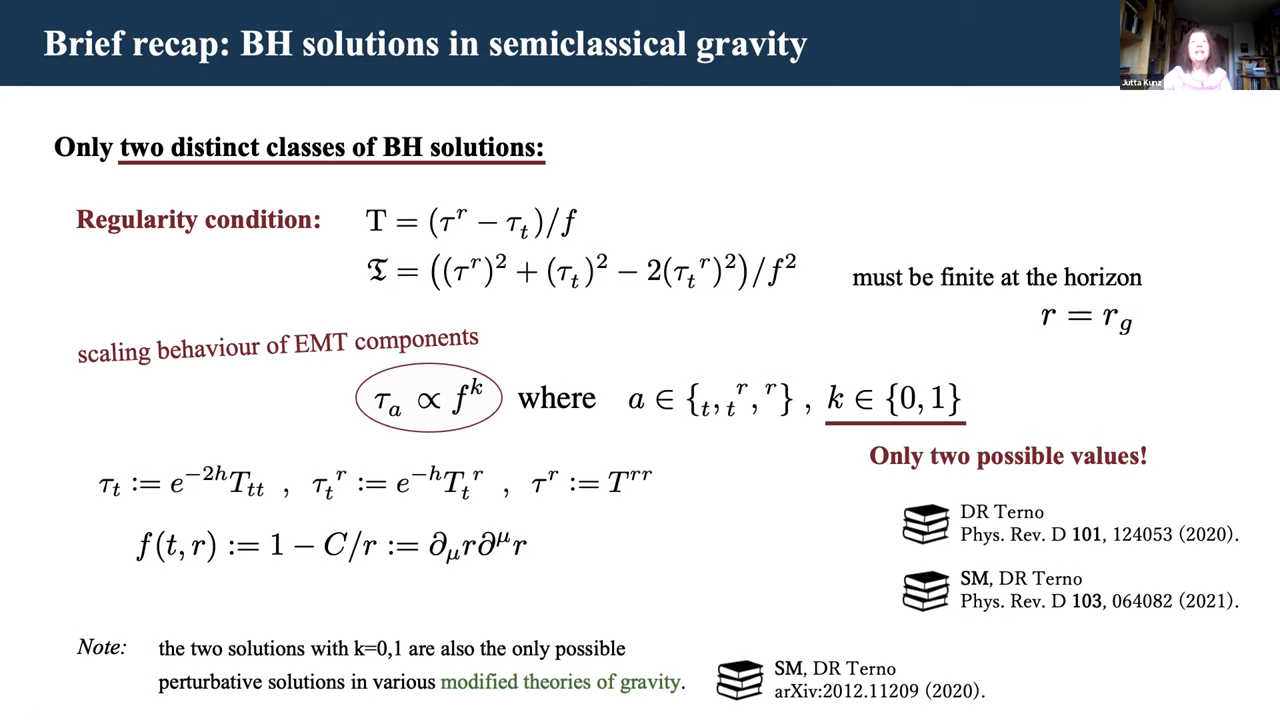 Brief recap: BH solutions in semiclassical gravity
Jutta Kunz
Only two distinct classes of BH solutions:
Regularity condition: T = (τ^r − τ_t)/f
𝔗 = ((τ^r)^2 + (τ_t)^2 − 2(τ_t^r)^2)/f^2
must be finite at the horizon
r = r_g
scaling behaviour of EMT components
τ_a ∝ f^k where a ∈ {_t, _t^r, ^r} , k ∈ {0, 1}
Only two possible values!
τ_t := e^{−2h}T_{tt} , τ_t^r := e^{−h}T_t^r , τ^r := T^{rr}
f(t, r) := 1 − C/r := ∂_μr∂^μr
DR Terno
Phys. Rev. D 101, 124053 (2020).
SM, DR Terno
Phys. Rev. D 103, 064082 (2021).
Note: the two solutions with k=0,1 are also the only possible
perturbative solutions in various modified theories of gravity.
SM, DR Terno
arXiv:2012.11209 (2020).